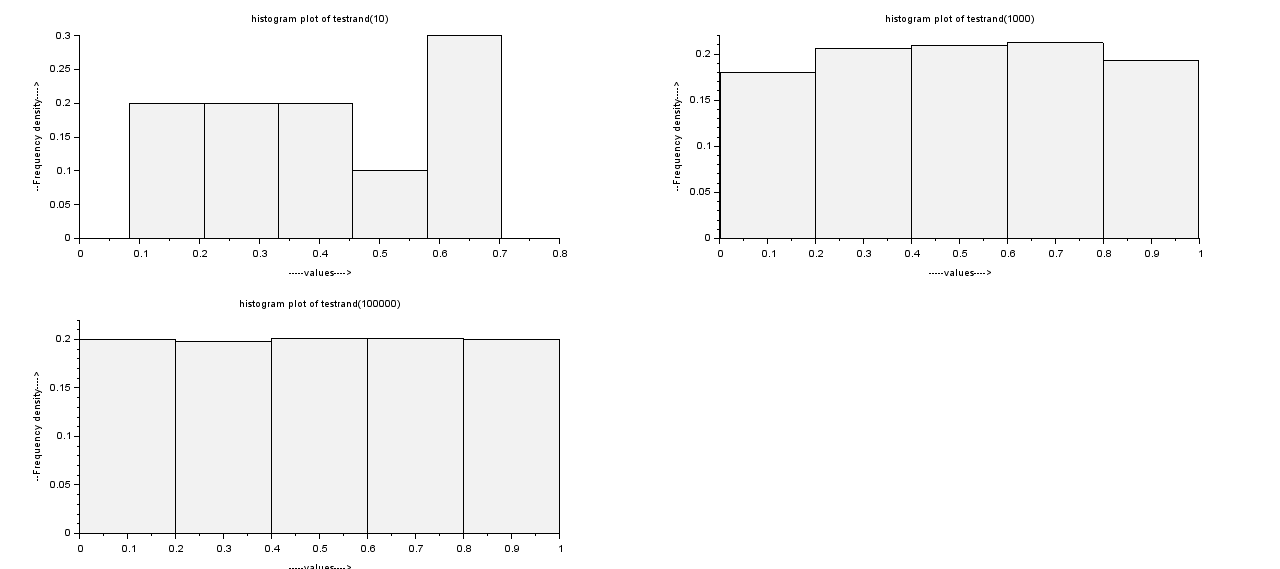 histogram plot of testrand(10)
0.3
0.25
0.2
0.15
0.1
0.05
0
--Frequency density---->
0 0.1 0.2 0.3 0.4 0.5 0.6 0.7 0.8
-----values---->
histogram plot of testrand(1000)
0.2
0.15
0.1
0.05
0
--Frequency density---->
0 0.1 0.2 0.3 0.4 0.5 0.6 0.7 0.8 0.9 1
-----values---->
histogram plot of testrand(100000)
0.2
0.15
0.1
0.05
0
--Frequency density---->
0 0.1 0.2 0.3 0.4 0.5 0.6 0.7 0.8 0.9 1
-----values---->